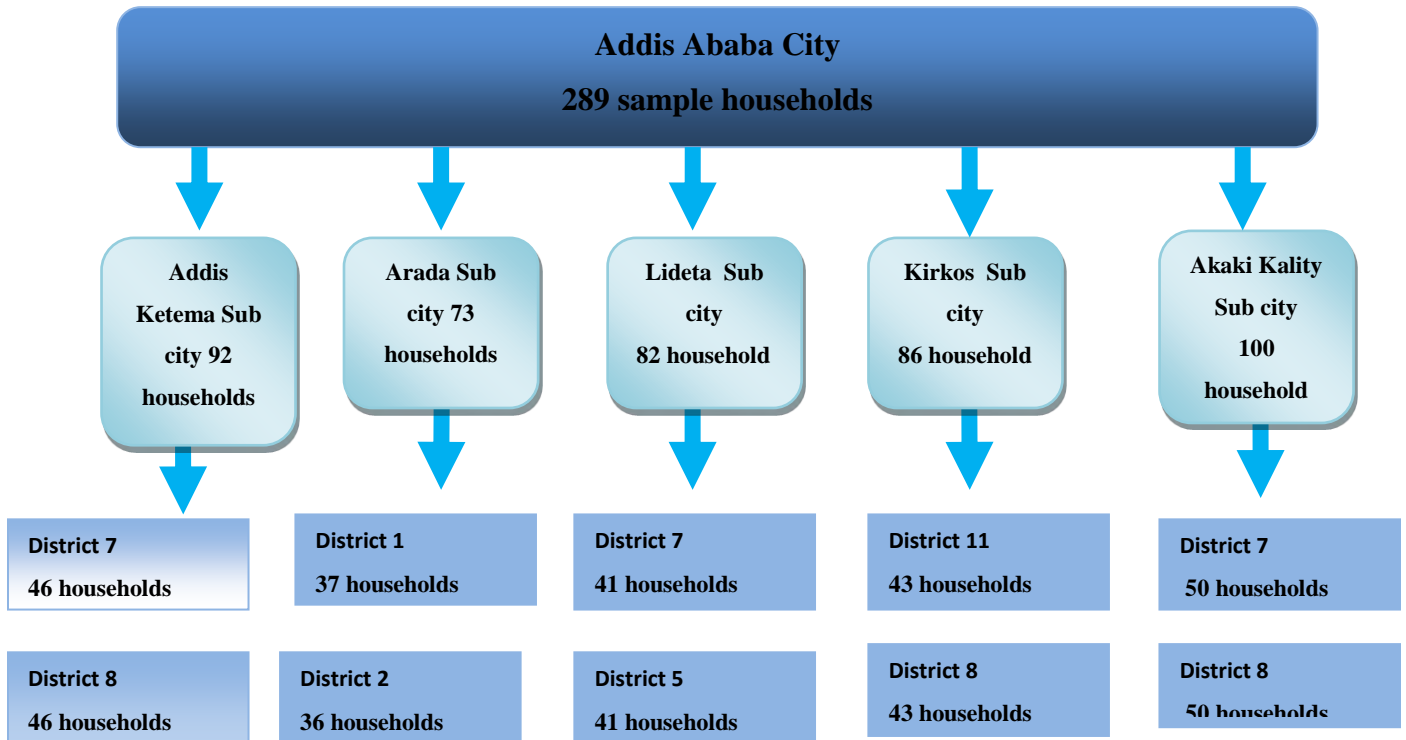 Addis Ababa City
289 sample households
Addis
Ketema Sub
city 92
households
Arada Sub
city 73
households
Lideta Sub
city
82 household
Kirkos Sub
city
86 household
Akaki Kality
Sub city
100
household
District 7
46 households
District 1
37 households
District 7
41 households
District 11
43 households
District 7
50 households
District 8
46 households
District 2
36 households
District 5
41 households
District 8
43 households
District 8
50 households